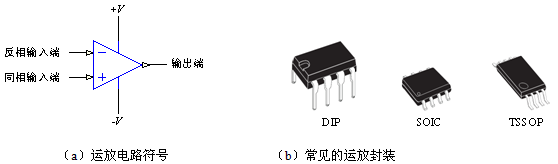 +V
反相输入端
同相输入端
输出端
-V
DIP
SOIC
TSSOP
（a）运放电路符号
（b）常见的运放封装